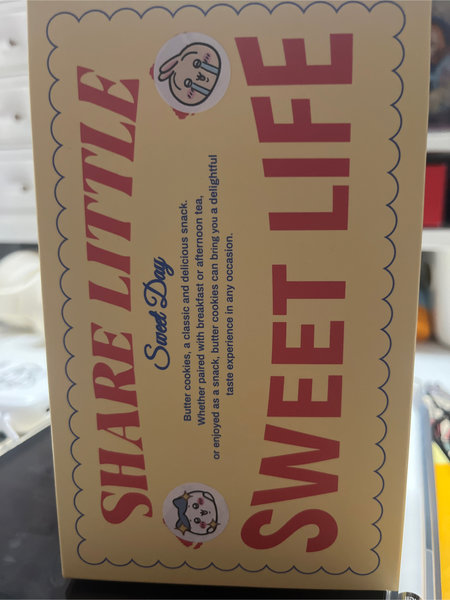 SHARE LITTLE
Sweet Day
Butter cookies, a classic and delicious snack.
Whether paired with breakfast or afternoon tea,
or enjoyed as a snack, butter cookies can bring you a delightful
taste experience in any occasion.
SWEET LIFE